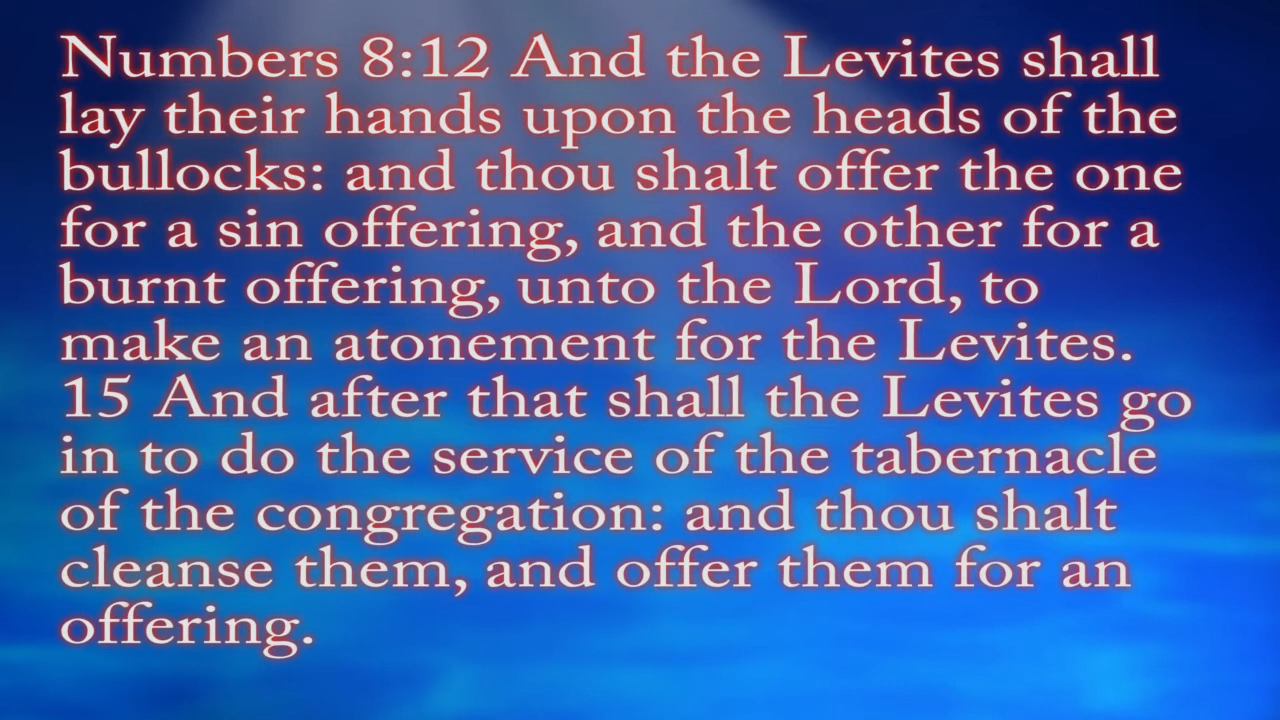 Numbers 8:12 And the Levites shall
lay their hands upon the heads of the
bullocks: and thou shalt offer the one
for a sin offering, and the other for a
burnt offering, unto the Lord, to
make an atonement for the Levites.
15 And after that shall the Levites go
in to do the service of the tabernacle
of the congregation: and thou shalt
cleanse them, and offer them for an
offering.